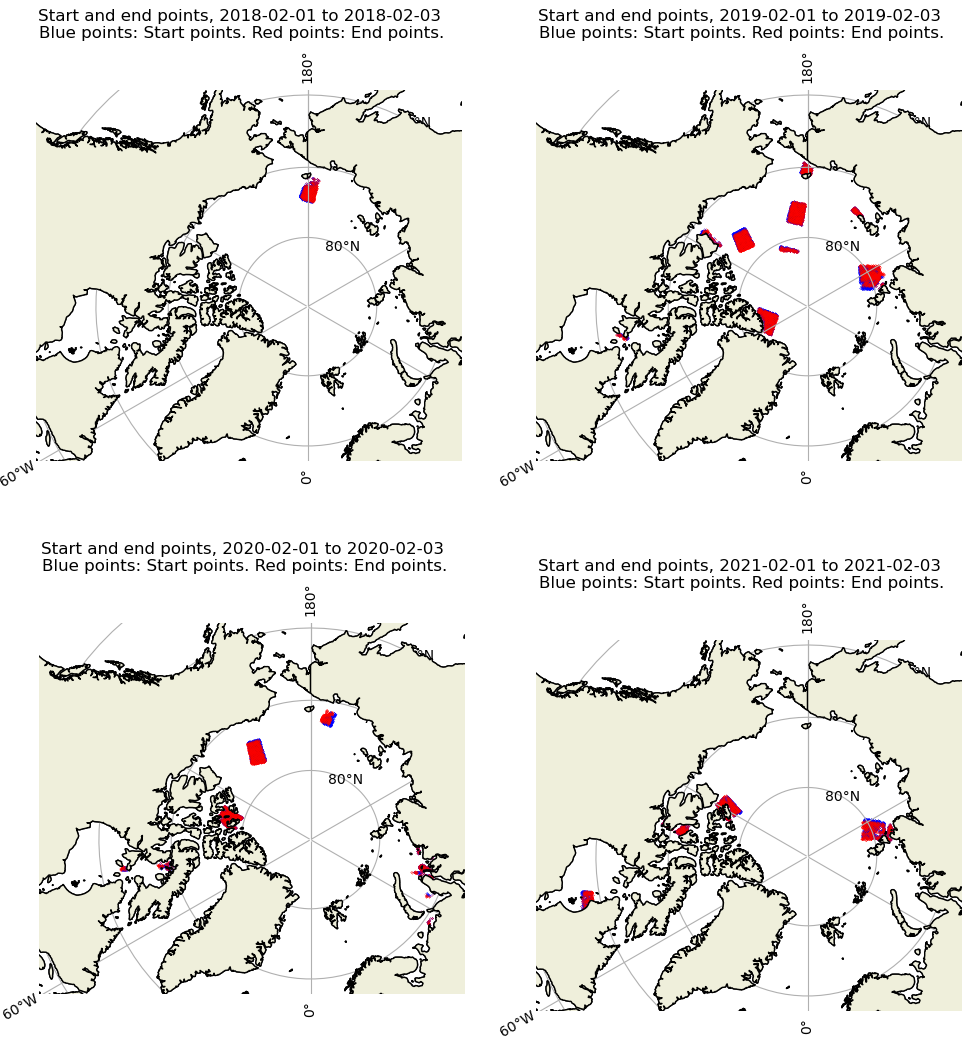 Start and end points, 2018-02-01 to 2018-02-03
Blue points: Start points. Red points: End points.
180°
°N
80°N
60°W
0°
Start and end points, 2019-02-01 to 2019-02-03
Blue points: Start points. Red points: End points.
180°
°N
80°N
60°W
0°
Start and end points, 2020-02-01 to 2020-02-03
Blue points: Start points. Red points: End points.
180°
°N
80°N
60°W
0°
Start and end points, 2021-02-01 to 2021-02-03
Blue points: Start points. Red points: End points.
180°
°N
80°N
60°W
0°